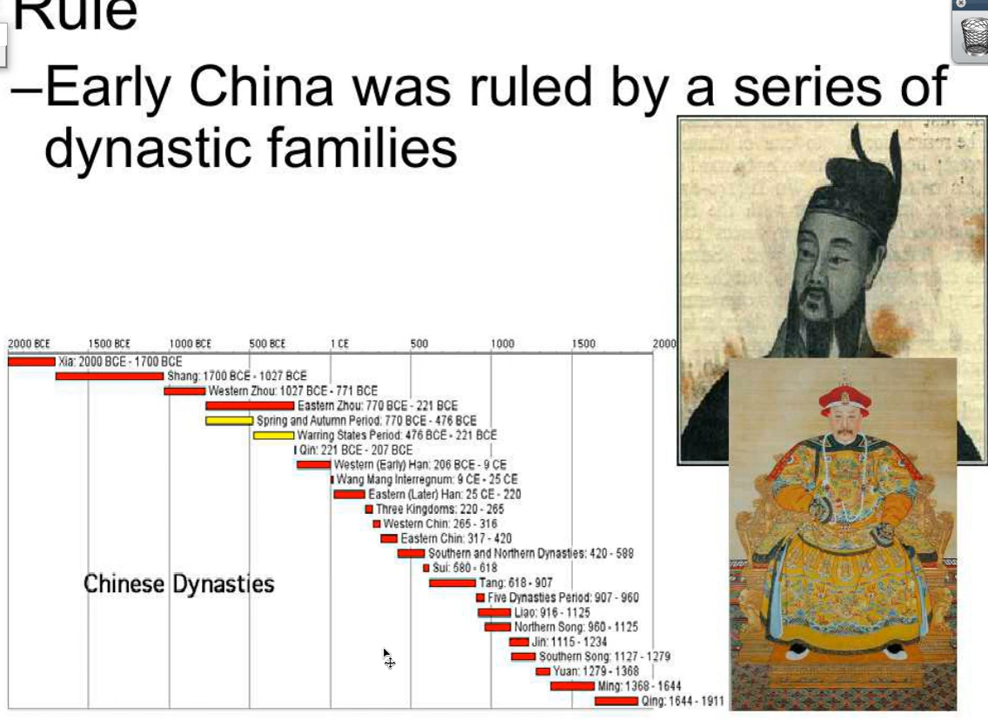 Rule
–Early China was ruled by a series of
dynastic families
2000 BCE 1500 BCE 1000 BCE 500 BCE 1 CE 500 1000 1500 2000
Xia: 2000 BCE - 1700 BCE
Shang: 1700 BCE - 1027 BCE
Western Zhou: 1027 BCE - 771 BCE
Eastern Zhou: 770 BCE - 221 BCE
Spring and Autumn Period: 770 BCE - 476 BCE
Warring States Period: 476 BCE - 221 BCE
Qin: 221 BCE - 207 BCE
Western (Early) Han: 206 BCE - 9 CE
Wang Mang Interregnum: 9 CE - 25 CE
Eastern (Later) Han: 25 CE - 220
Three Kingdoms: 220 - 265
Western Chin: 265 - 316
Eastern Chin: 317 - 420
Southern and Northern Dynasties: 420 - 588
Sui: 580 - 618
Chinese Dynasties
Tang: 618 - 907
Five Dynasties Period: 907 - 960
Liao: 916 - 1125
Northern Song: 960 - 1125
Jin: 1115 - 1234
Southern Song: 1127 - 1279
Yuan: 1279 - 1368
Ming: 1368 - 1644
Qing: 1644 - 1911